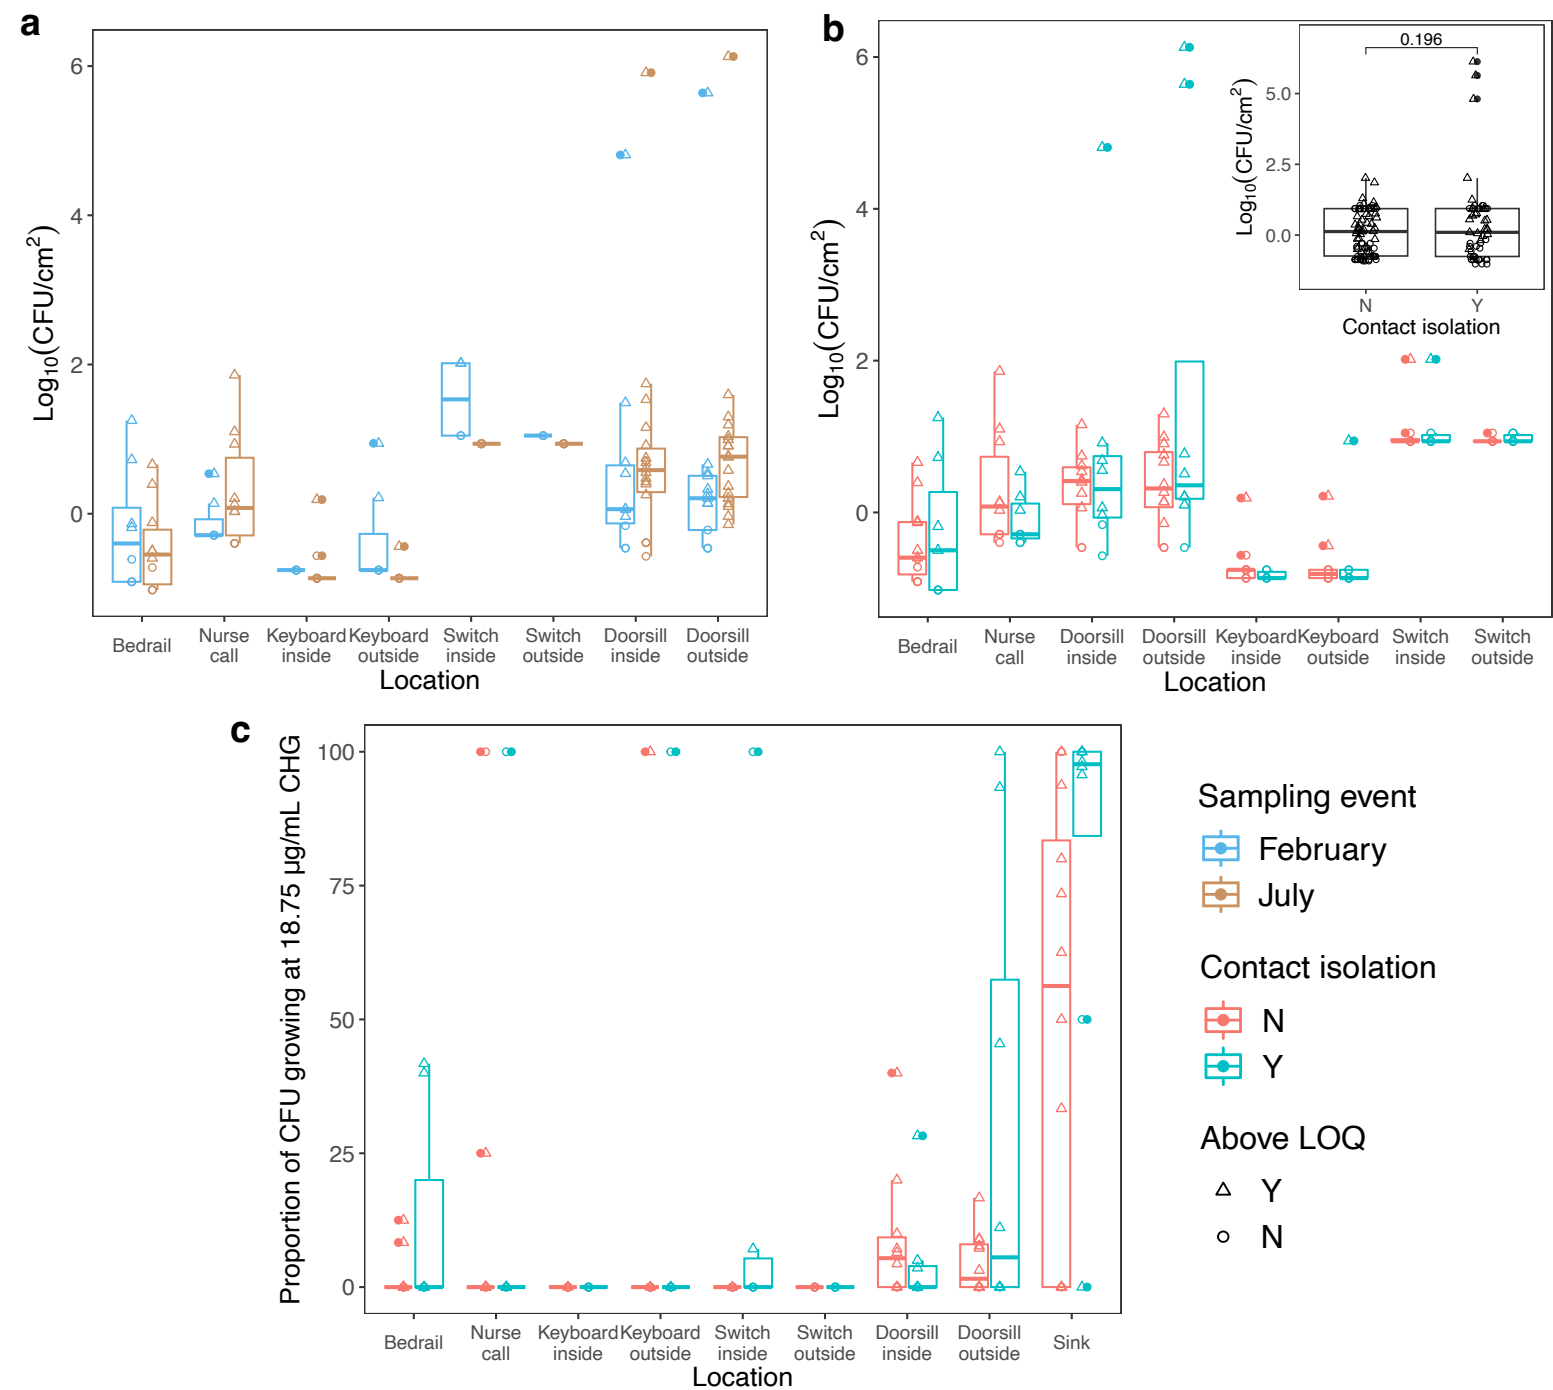 a
Log10(CFU/cm2)
6
4
2
0
Bedrail
Nurse call
Keyboard inside
Keyboard outside
Switch inside
Switch outside
Doorsill inside
Doorsill outside
Location
b
Log10(CFU/cm2)
6
4
2
0
Log10(CFU/cm2)
5.0
2.5
0.0
0.196
N
Y
Contact isolation
Bedrail
Nurse call
Doorsill inside
Doorsill outside
Keyboard inside
Keyboard outside
Switch inside
Switch outside
Location
c
Proportion of CFU growing at 18.75 µg/mL CHG
100
75
50
25
0
Bedrail
Nurse call
Keyboard inside
Keyboard outside
Switch inside
Switch outside
Doorsill inside
Doorsill outside
Sink
Location
Sampling event
February
July
Contact isolation
N
Y
Above LOQ
Y
N